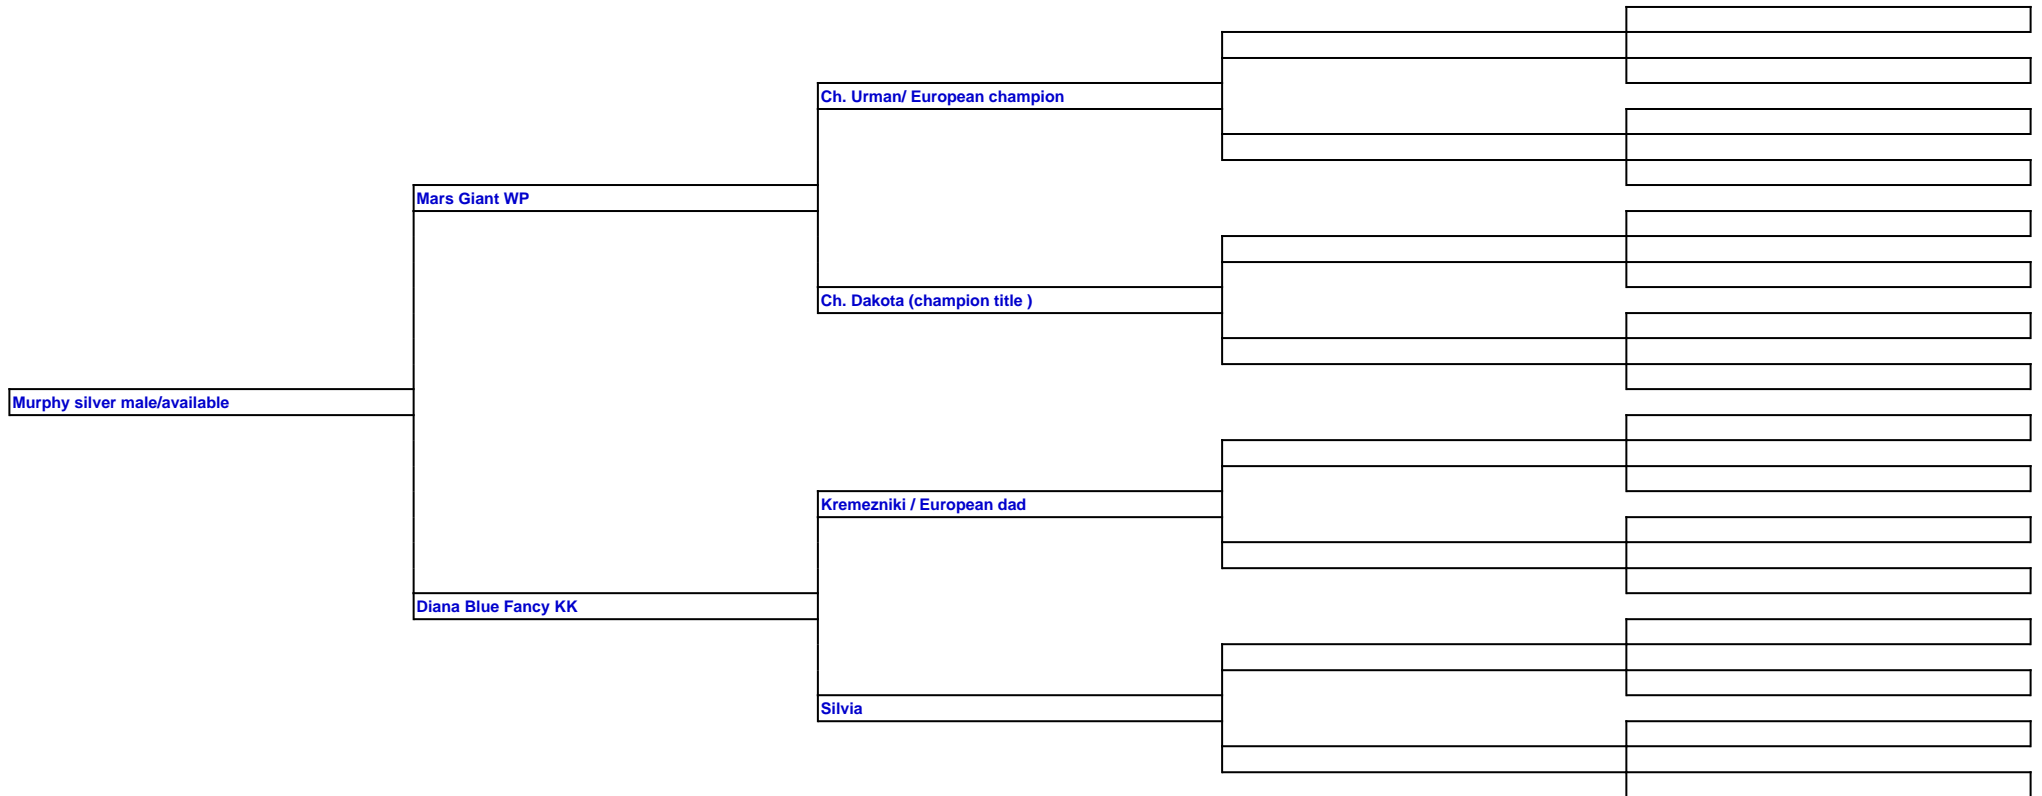 Ch. Urman/ European champion
Mars Giant WP
Ch. Dakota (champion title )
Murphy silver male/available
Kremezniki / European dad
Diana Blue Fancy KK
Silvia